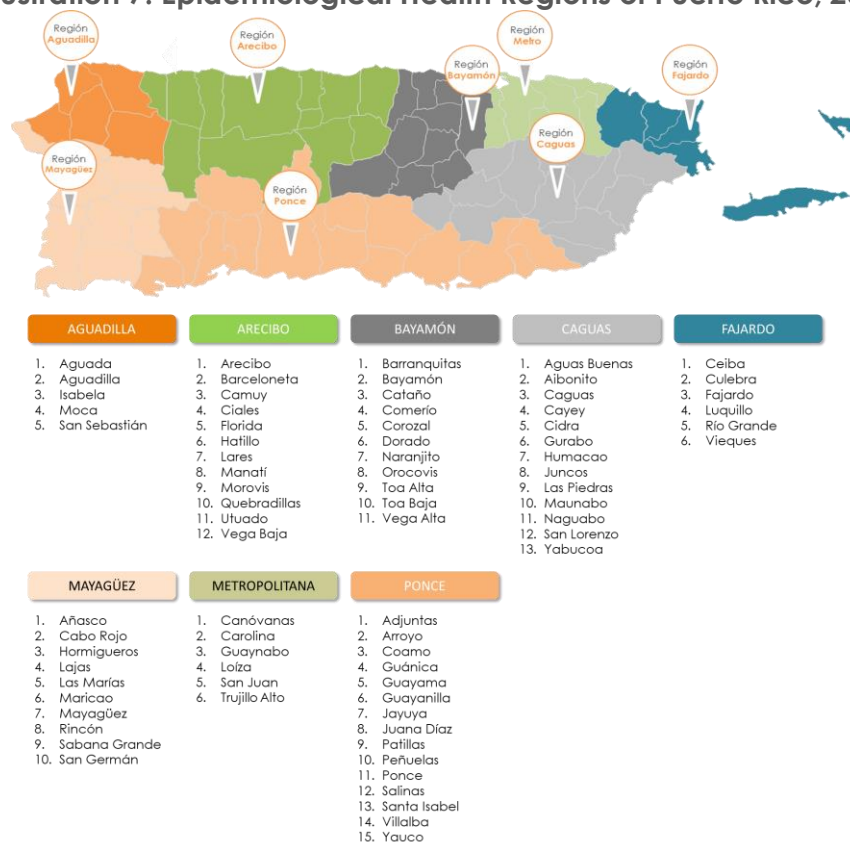 ustration 7. Epidemiological Health Regions of Puerto Rico, 20
Región
Aguadilla
Región
Arecibo
Región
Bayamón
Región
Metro
Región
Fajardo
Región
Mayagüez
Región
Ponce
Región
Caguas
AGUADILLA
1. Aguada
2. Aguadilla
3. Isabela
4. Moca
5. San Sebastián
ARECIBO
1. Arecibo
2. Barceloneta
3. Camuy
4. Ciales
5. Florida
6. Hatillo
7. Lares
8. Manatí
9. Morovis
10. Quebradillas
11. Utuado
12. Vega Baja
BAYAMÓN
1. Barranquitas
2. Bayamón
3. Cataño
4. Comerío
5. Corozal
6. Dorado
7. Naranjito
8. Orocovis
9. Toa Alta
10. Toa Baja
11. Vega Alta
CAGUAS
1. Aguas Buenas
2. Aibonito
3. Caguas
4. Cayey
5. Cidra
6. Gurabo
7. Humacao
8. Juncos
9. Las Piedras
10. Maunabo
11. Naguabo
12. San Lorenzo
13. Yabucoa
FAJARDO
1. Ceiba
2. Culebra
3. Fajardo
4. Luquillo
5. Río Grande
6. Vieques
MAYAGÜEZ
1. Añasco
2. Cabo Rojo
3. Hormigueros
4. Lajas
5. Las Marías
6. Maricao
7. Mayagüez
8. Rincón
9. Sabana Grande
10. San Germán
METROPOLITANA
1. Canóvanas
2. Carolina
3. Guaynabo
4. Loíza
5. San Juan
6. Trujillo Alto
PONCE
1. Adjuntas
2. Arroyo
3. Coamo
4. Guánica
5. Guayama
6. Guayanilla
7. Jayuya
8. Juana Díaz
9. Patillas
10. Peñuelas
11. Ponce
12. Salinas
13. Santa Isabel
14. Villalba
15. Yauco